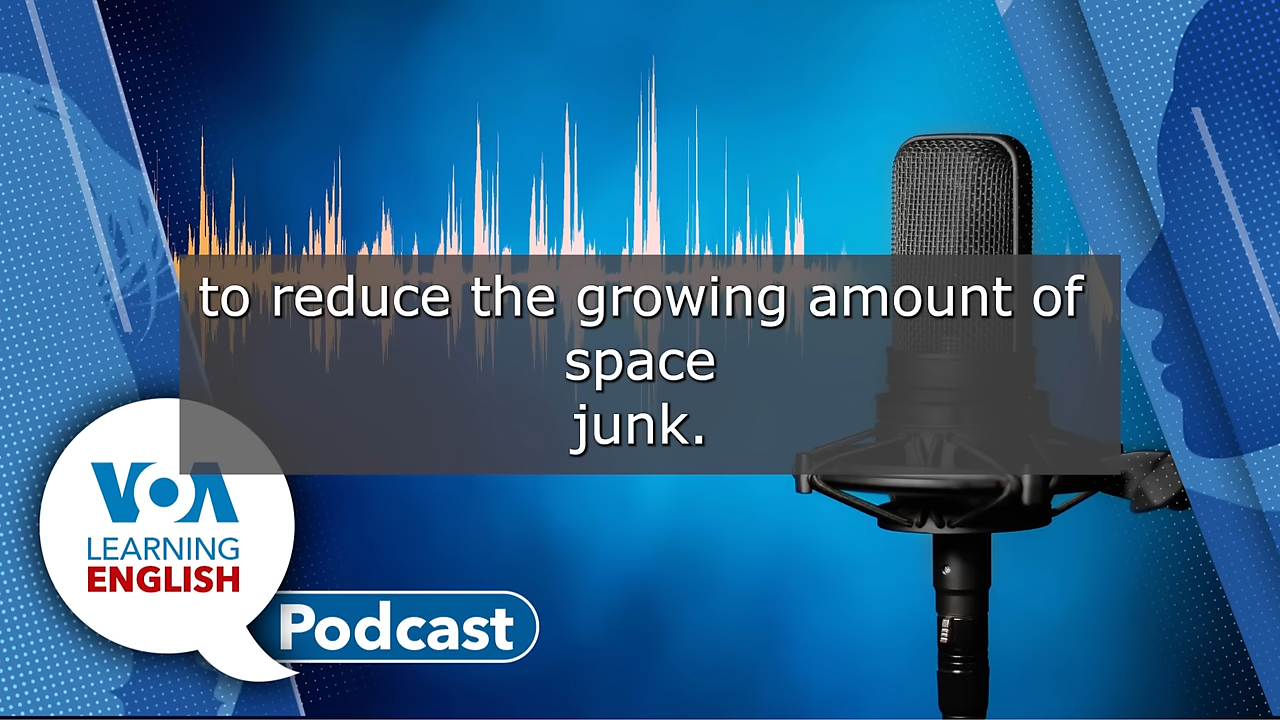 to reduce the growing amount of
space
junk.
VOA
LEARNING
ENGLISH
Podcast